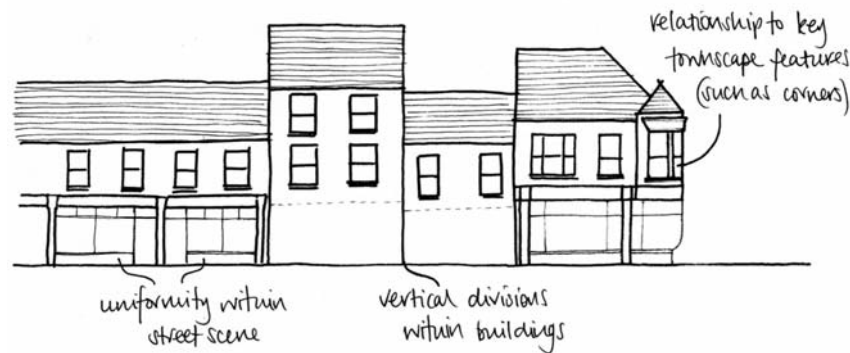 relationship to key
townscape features
(such as corners)
uniformity within
street scene
vertical divisions
within buildings